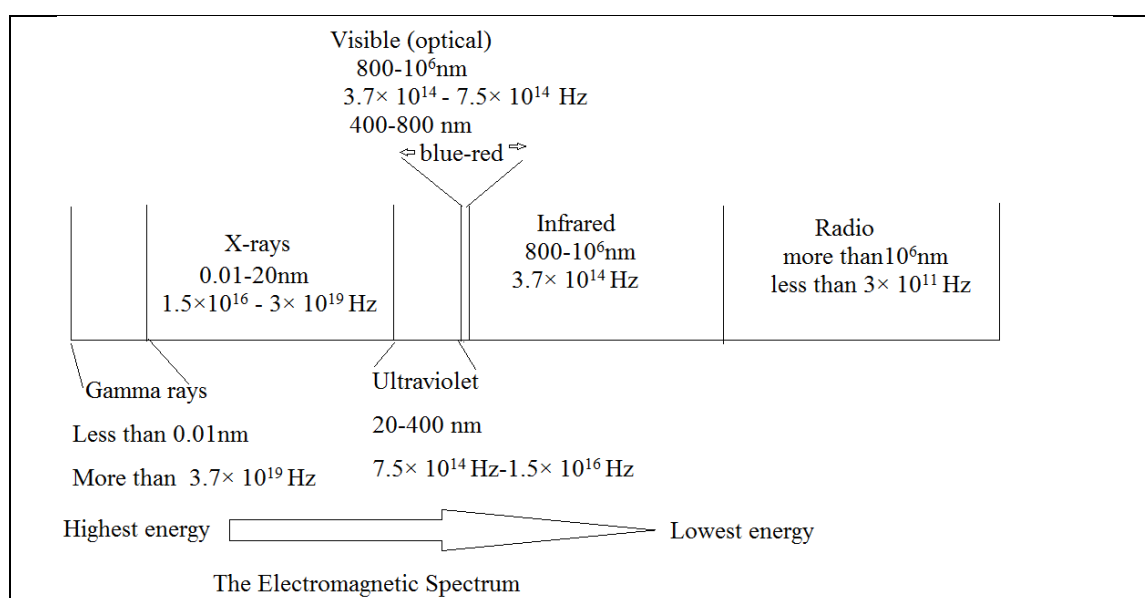 Visible (optical)
800-10⁶nm
3.7× 10¹⁴ - 7.5× 10¹⁴ Hz
400-800 nm
blue-red
X-rays
0.01-20nm
1.5×10¹⁶ - 3× 10¹⁹ Hz
Infrared
800-10⁶nm
3.7× 10¹⁴ Hz
Radio
more than10⁶nm
less than 3× 10¹¹ Hz
Gamma rays
Less than 0.01nm
More than 3.7× 10¹⁹ Hz
Ultraviolet
20-400 nm
7.5× 10¹⁴ Hz-1.5× 10¹⁶ Hz
Highest energy
Lowest energy
The Electromagnetic Spectrum